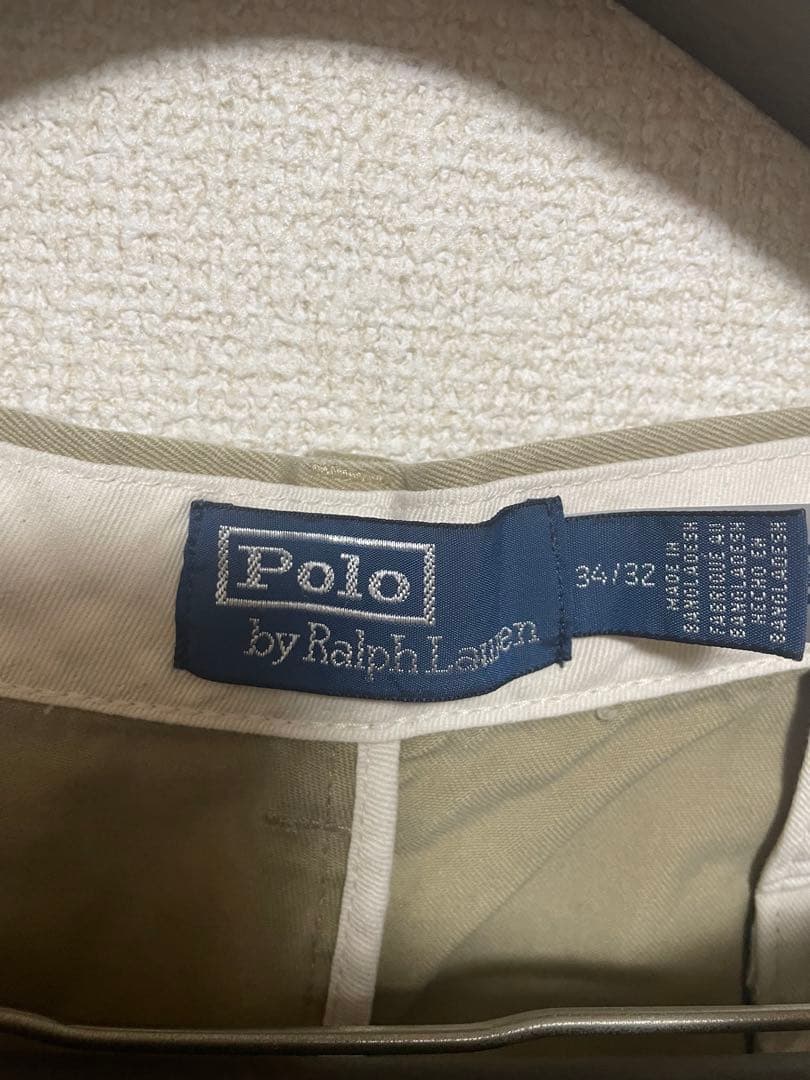 Polo
by Ralph Lauren
34/32
MADE IN
BANGLADESH
FABRIQUE AU
BANGLADESH
HECHO EN
BANGLADESH